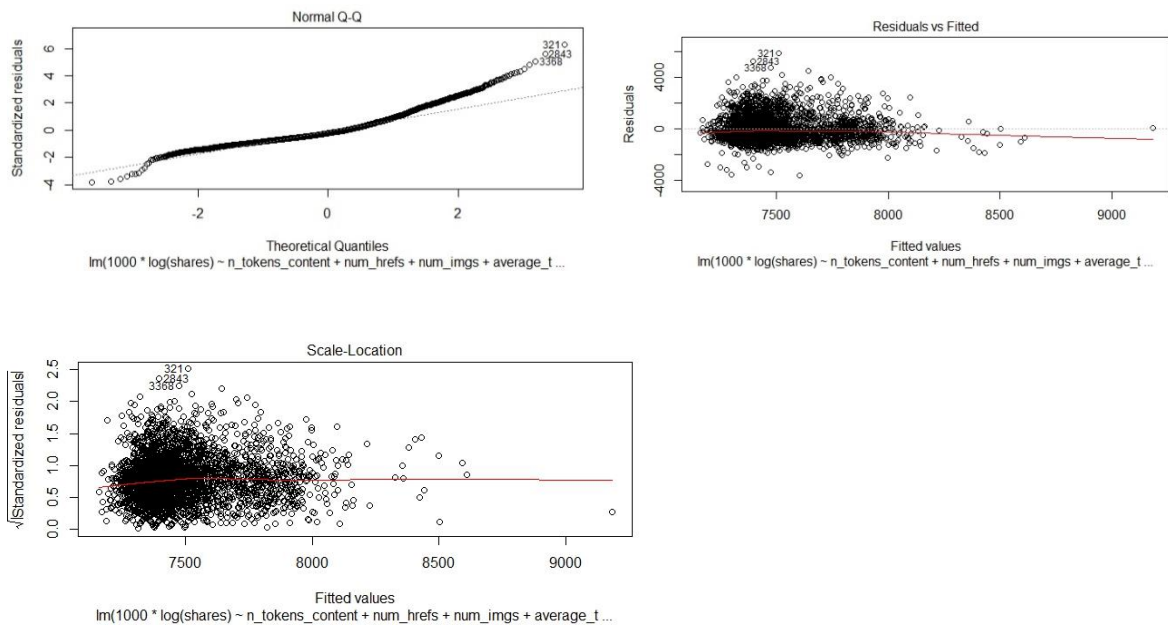 Normal Q-Q
Standardized residuals
6
4
2
0
-2
-4
321
2843
3368
-2
0
2
Theoretical Quantiles
lm(1000 * log(shares) ~ n_tokens_content + num_hrefs + num_imgs + average_t ...
Residuals vs Fitted
Residuals
4000
0
-4000
321
2843
3368
7500
8000
8500
9000
Fitted values
lm(1000 * log(shares) ~ n_tokens_content + num_hrefs + num_imgs + average_t ...
Scale-Location
√|Standardized residuals|
2.5
2.0
1.5
1.0
0.5
0.0
321
2843
3368
7500
8000
8500
9000
Fitted values
lm(1000 * log(shares) ~ n_tokens_content + num_hrefs + num_imgs + average_t ...